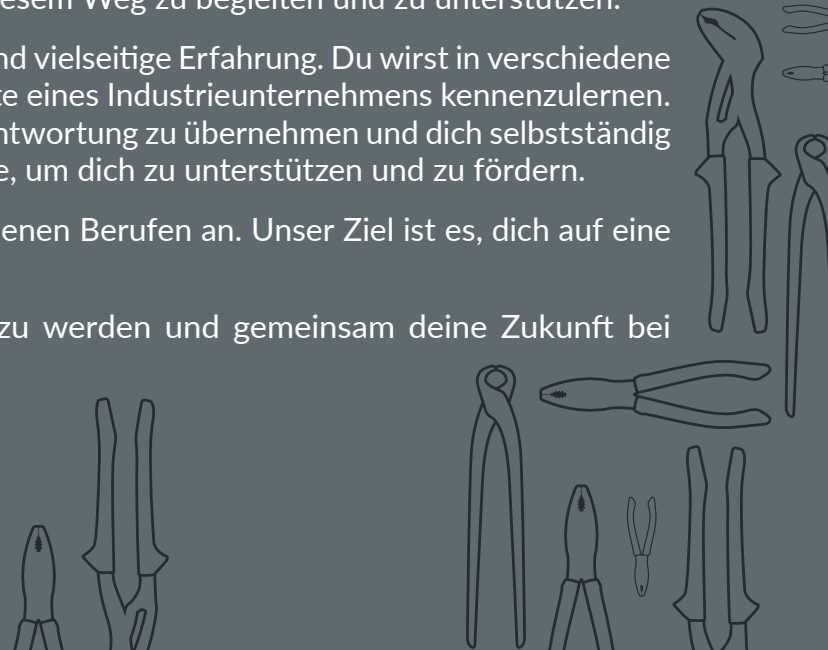 esem Weg zu begleiten und zu unterstützen.
nd vielseitige Erfahrung. Du wirst in verschiedene
te eines Industrieunternehmens kennenzulernen.
ntwortung zu übernehmen und dich selbstständig
e, um dich zu unterstützen und zu fördern.
enen Berufen an. Unser Ziel ist es, dich auf eine
zu werden und gemeinsam deine Zukunft bei